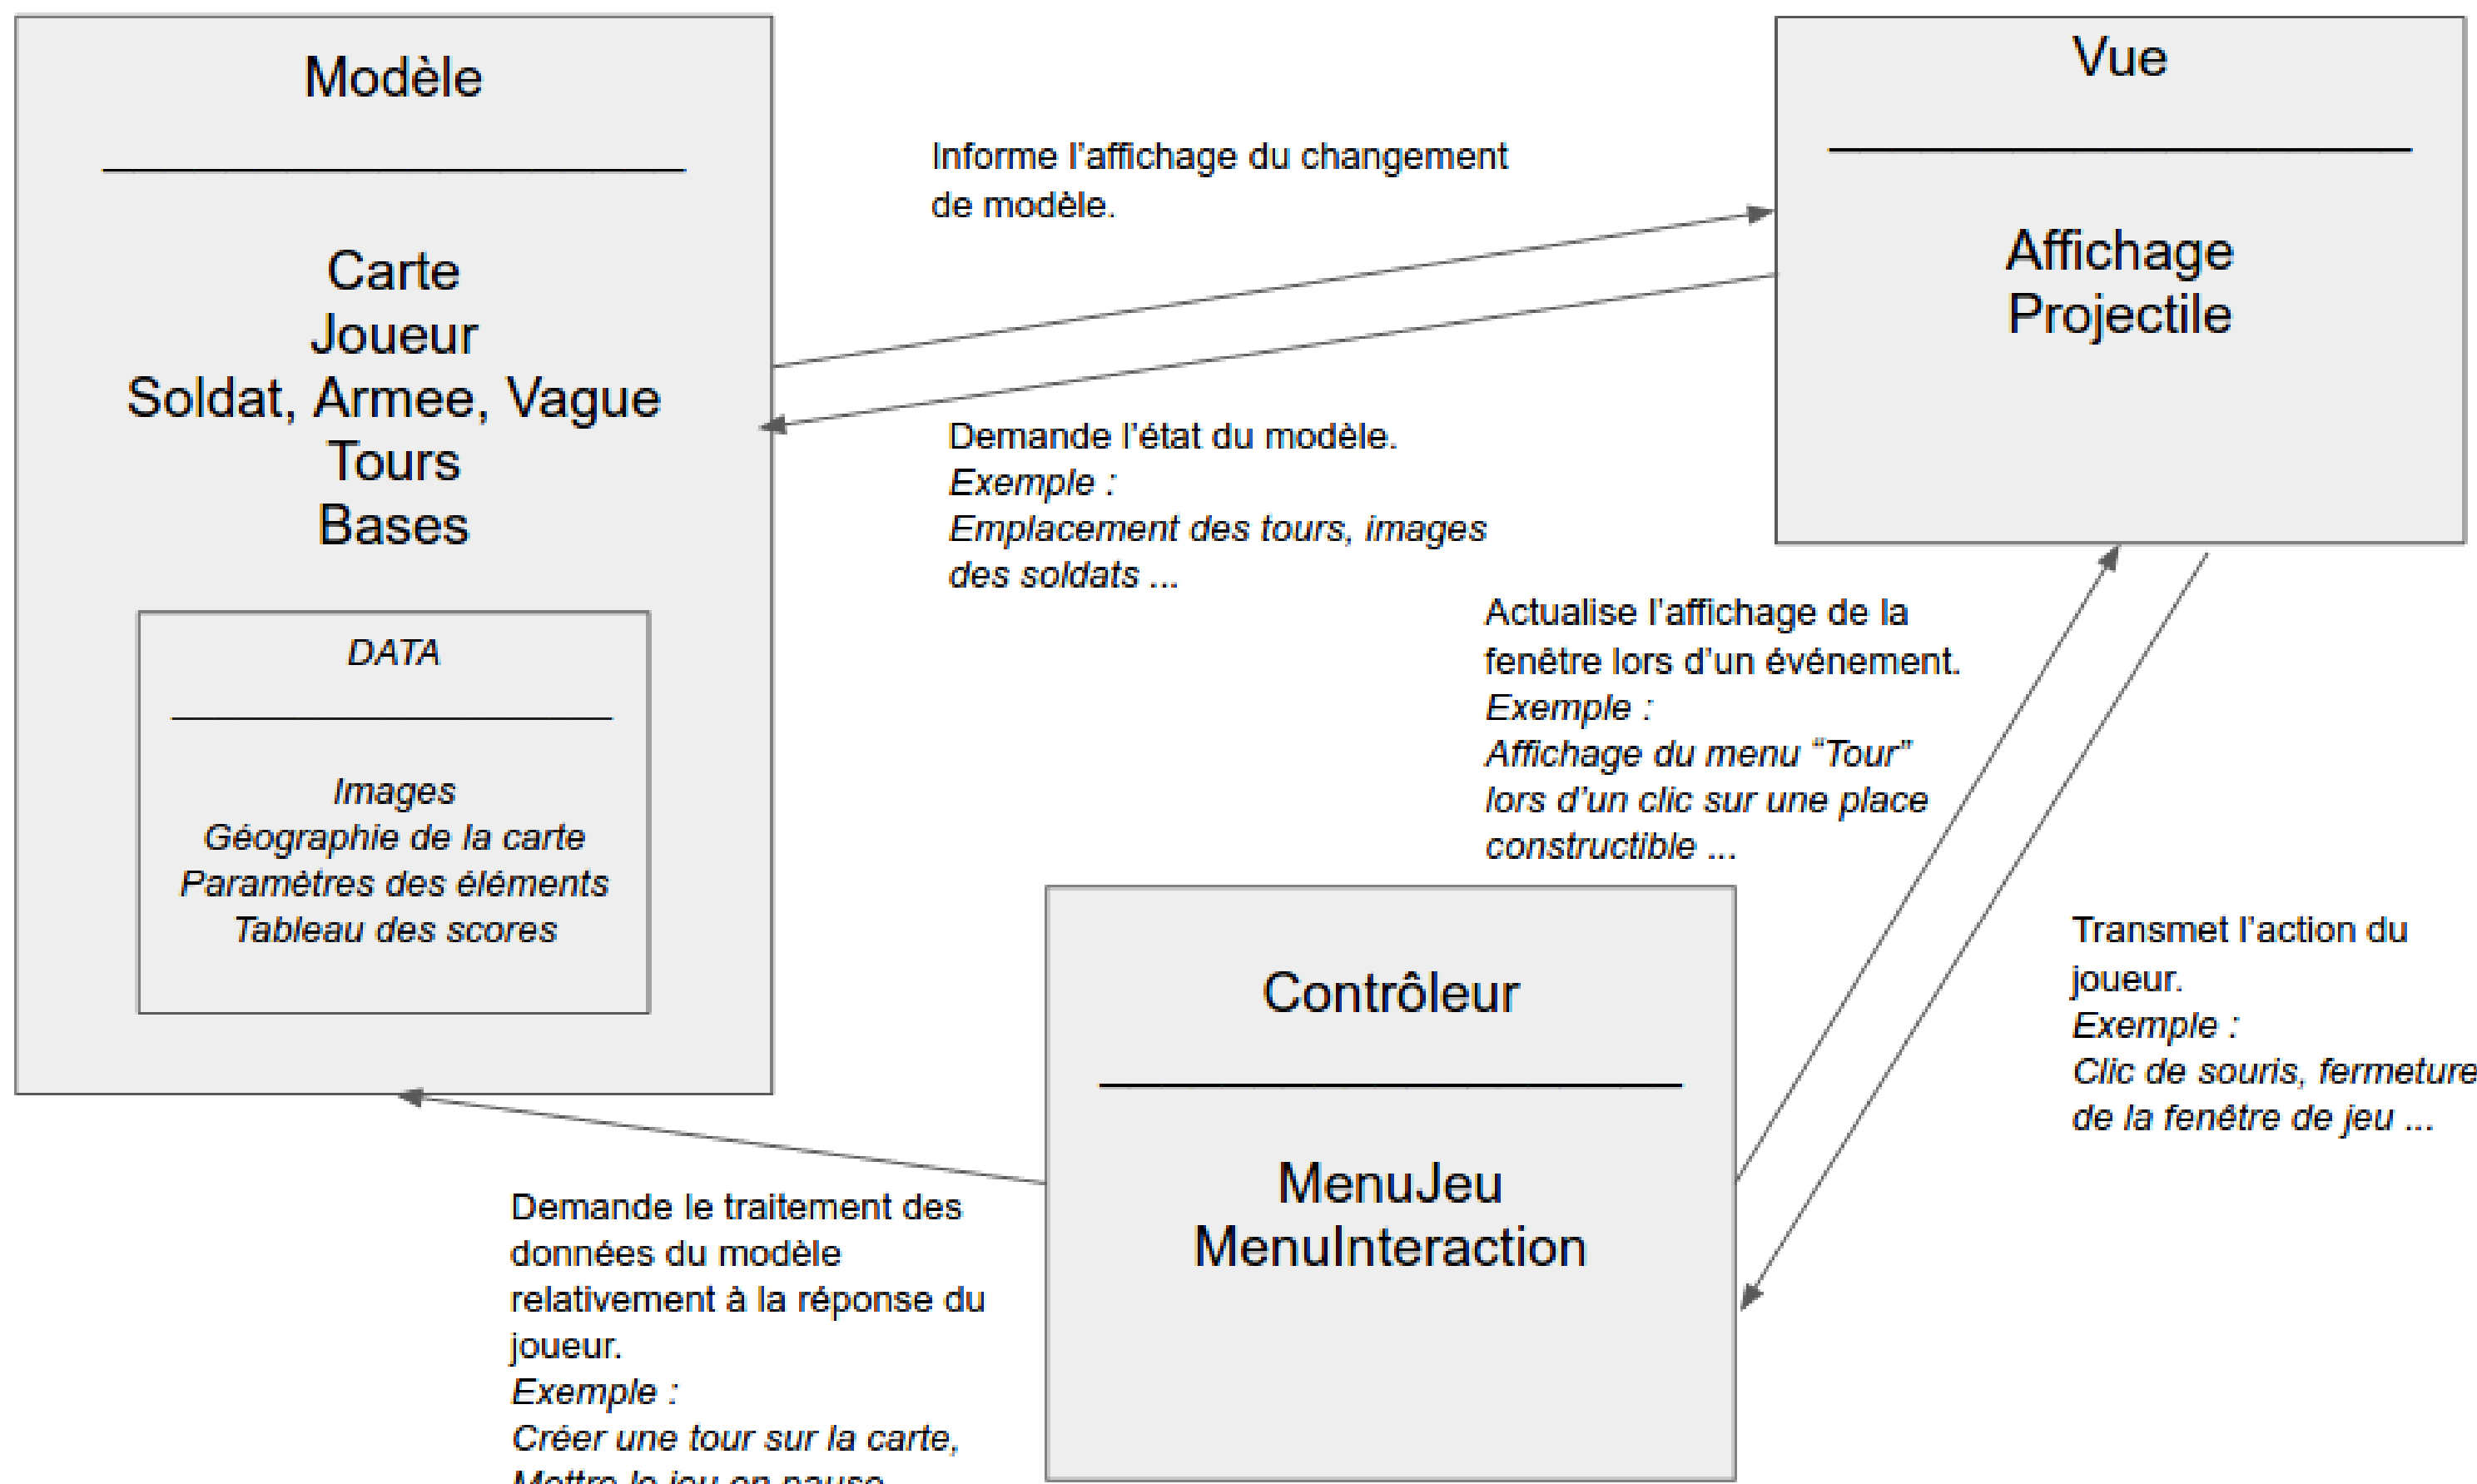 Modèle
Carte
Joueur
Soldat, Armee, Vague
Tours
Bases
DATA
Images
Géographie de la carte
Paramètres des éléments
Tableau des scores
Informe l’affichage du changement
de modèle.
Demande l’état du modèle.
Exemple :
Emplacement des tours, images
des soldats ...
Vue
Affichage
Projectile
Actualise l’affichage de la
fenêtre lors d’un événement.
Exemple :
Affichage du menu “Tour”
lors d’un clic sur une place
constructible ...
Transmet l’action du
joueur.
Exemple :
Clic de souris, fermeture
de la fenêtre de jeu ...
Contrôleur
MenuJeu
MenuInteraction
Demande le traitement des
données du modèle
relativement à la réponse du
joueur.
Exemple :
Créer une tour sur la carte,
Mettre le jeu en pause